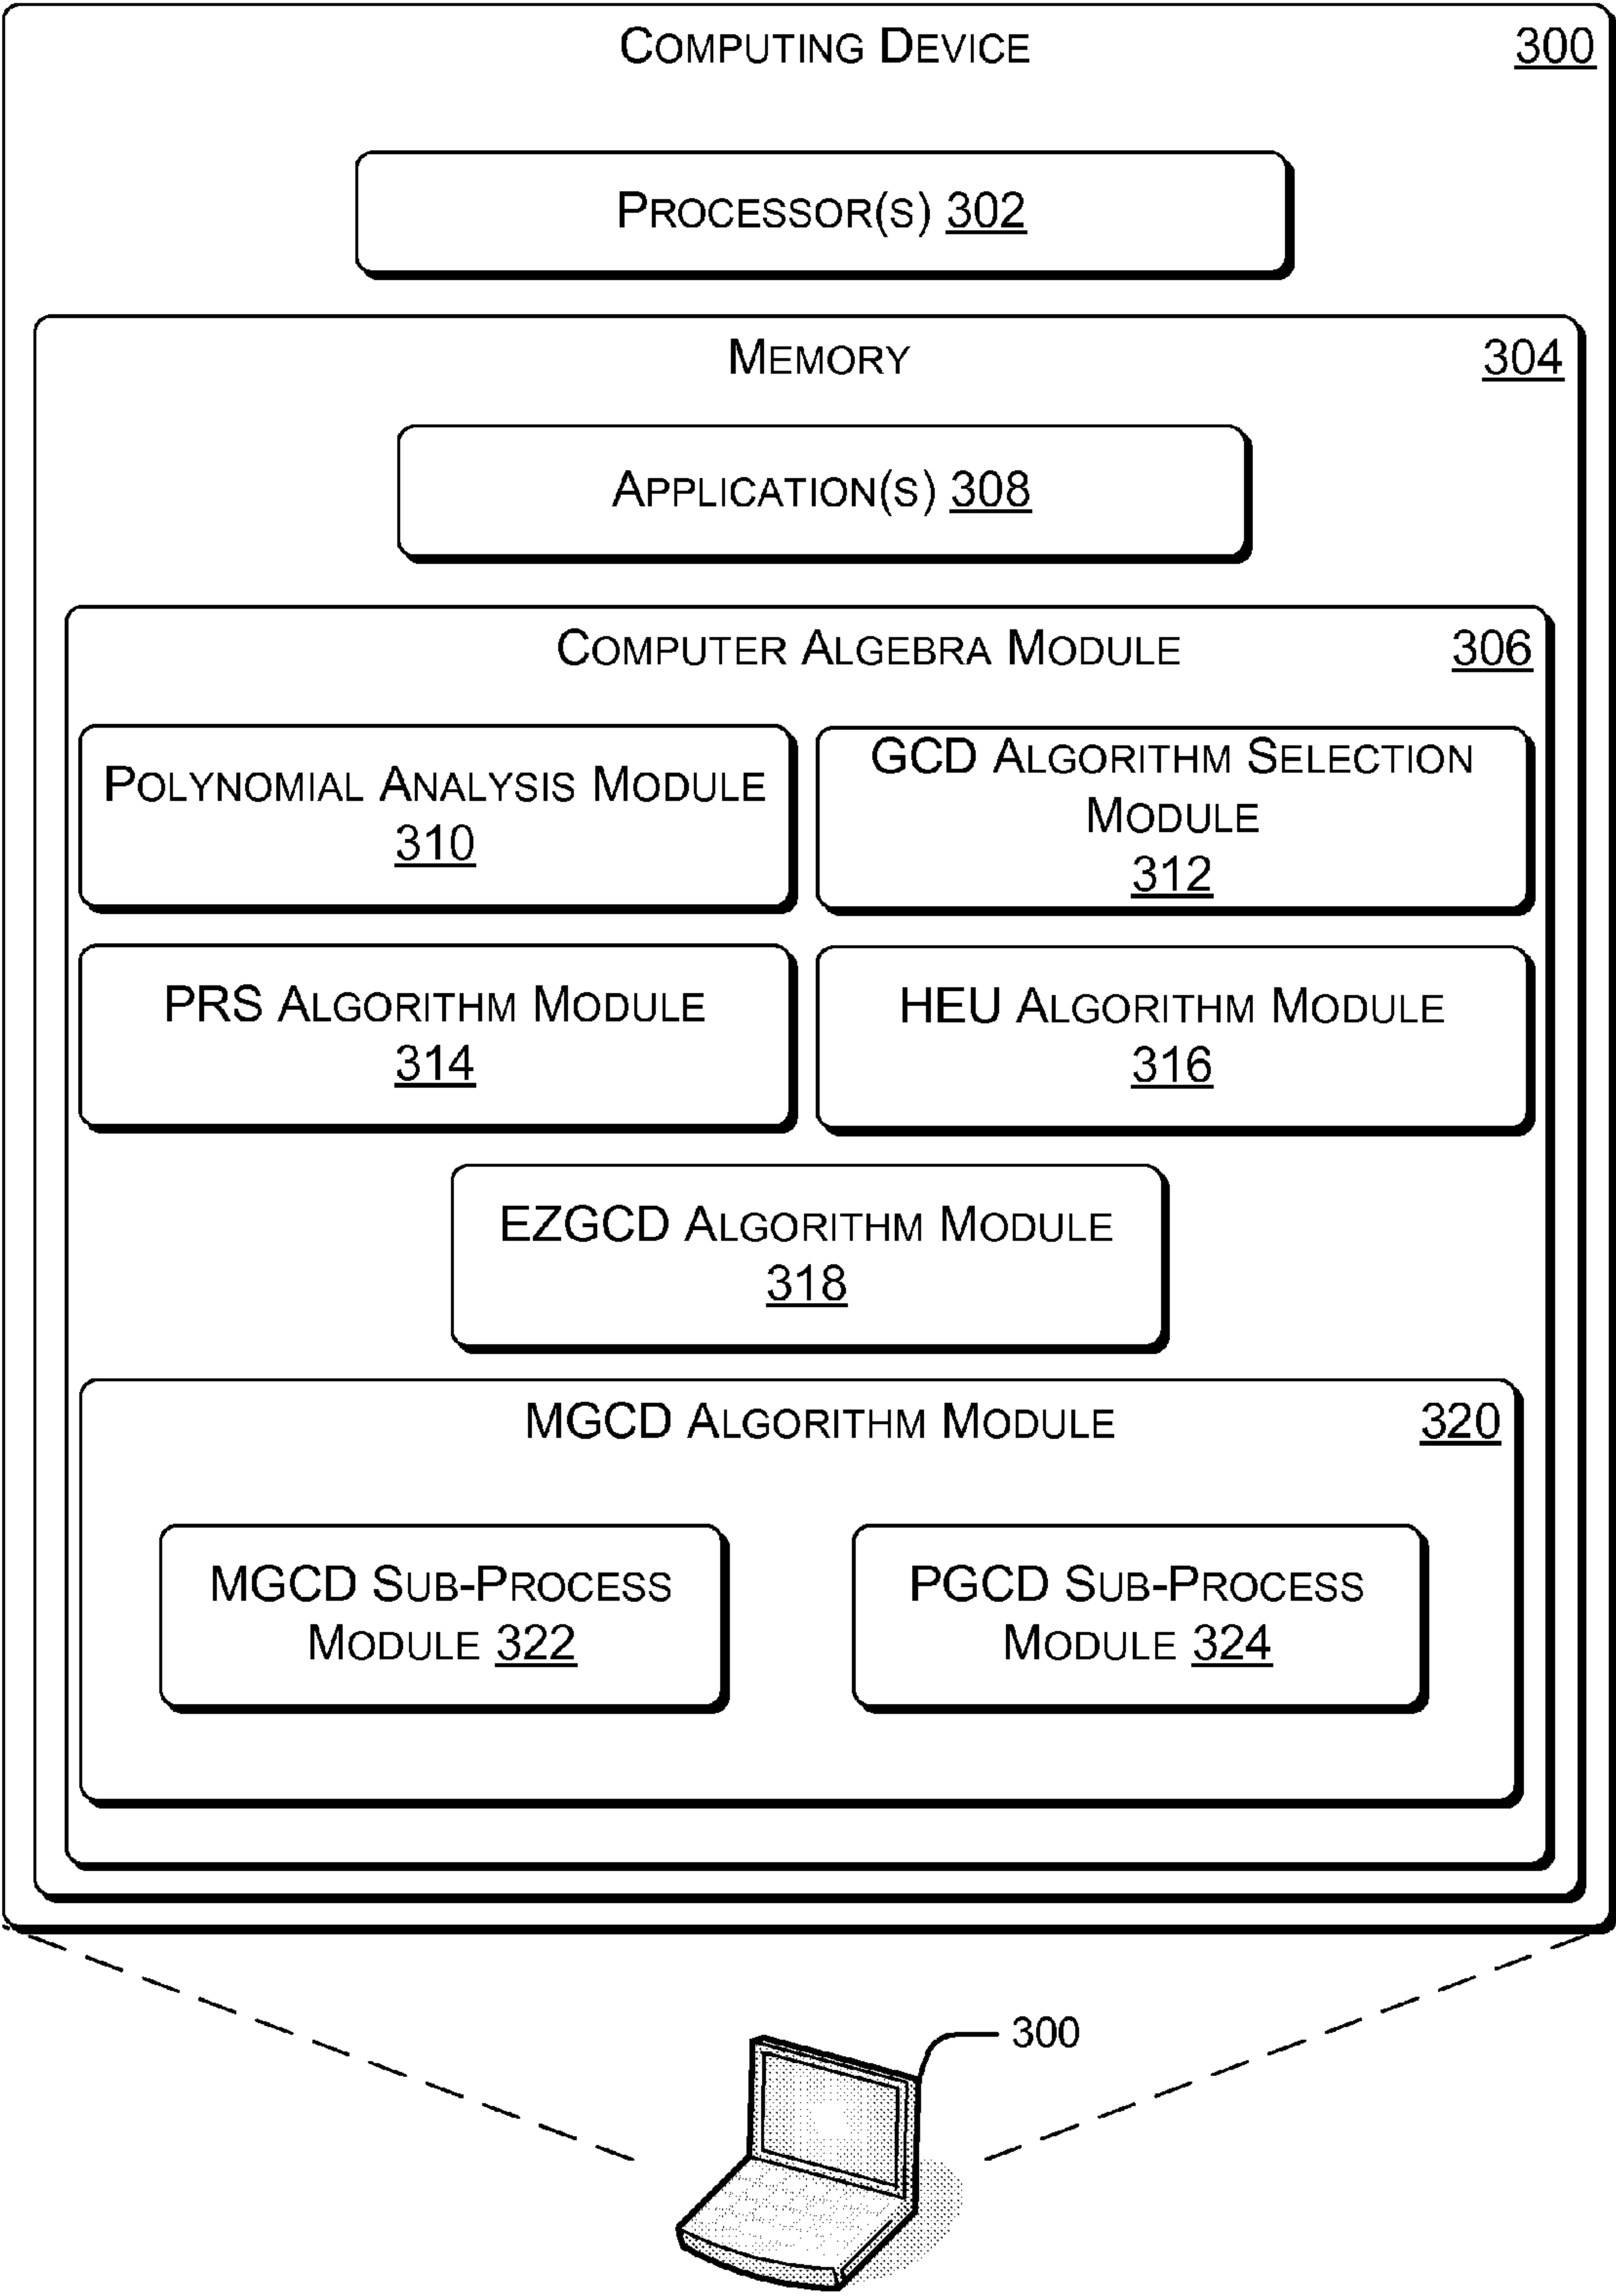 COMPUTING DEVICE 300
PROCESSOR(S) 302
MEMORY 304
APPLICATION(S) 308
COMPUTER ALGEBRA MODULE 306
POLYNOMIAL ANALYSIS MODULE
310
GCD ALGORITHM SELECTION
MODULE
312
PRS ALGORITHM MODULE
314
HEU ALGORITHM MODULE
316
EZGCD ALGORITHM MODULE
318
MGCD ALGORITHM MODULE 320
MGCD SUB-PROCESS
MODULE 322
PGCD SUB-PROCESS
MODULE 324
300